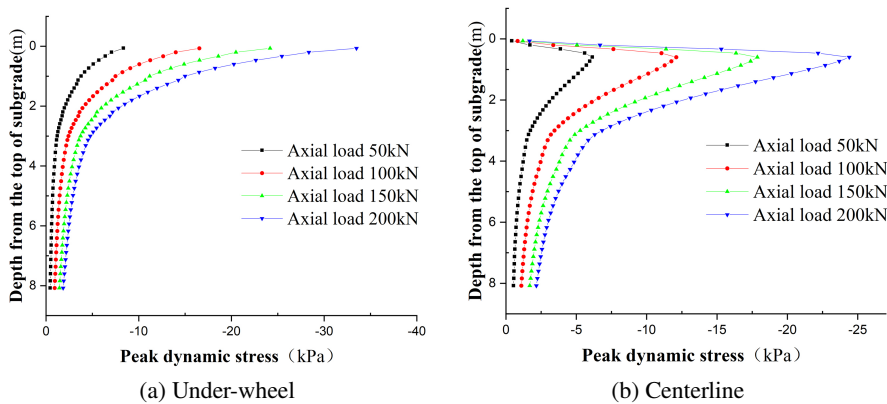 Depth from the top of subgrade(m)
0
2
4
6
8
Axial load 50kN
Axial load 100kN
Axial load 150kN
Axial load 200kN
0
-10
-20
-30
-40
Peak dynamic stress（kPa）
(a) Under-wheel
Depth from the top of subgrade(m)
0
2
4
6
8
Axial load 50kN
Axial load 100kN
Axial load 150kN
Axial load 200kN
0
-5
-10
-15
-20
-25
Peak dynamic stress（kPa）
(b) Centerline